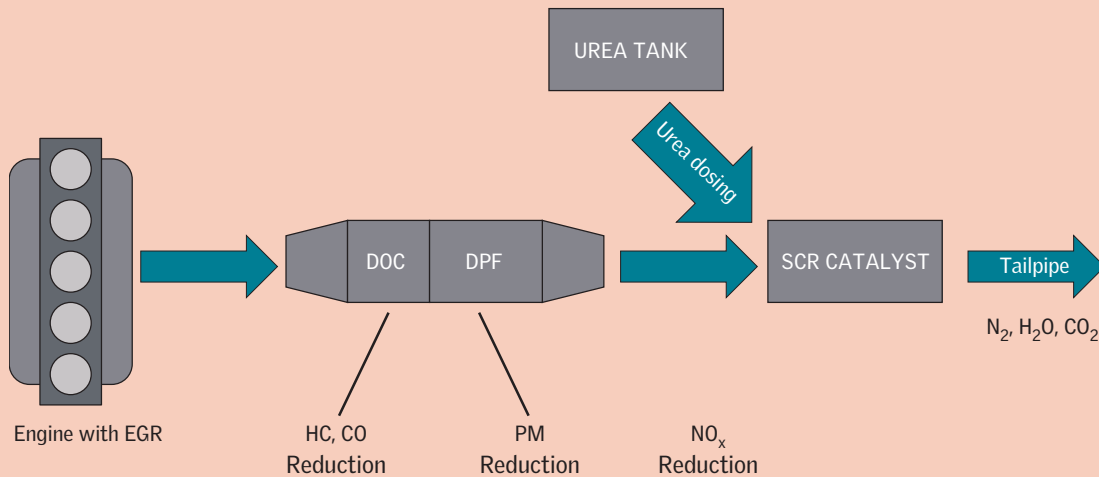 UREA TANK
Urea dosing
DOC
DPF
SCR CATALYST
Tailpipe
N₂, H₂O, CO₂
Engine with EGR
HC, CO
Reduction
PM
Reduction
NOₓ
Reduction